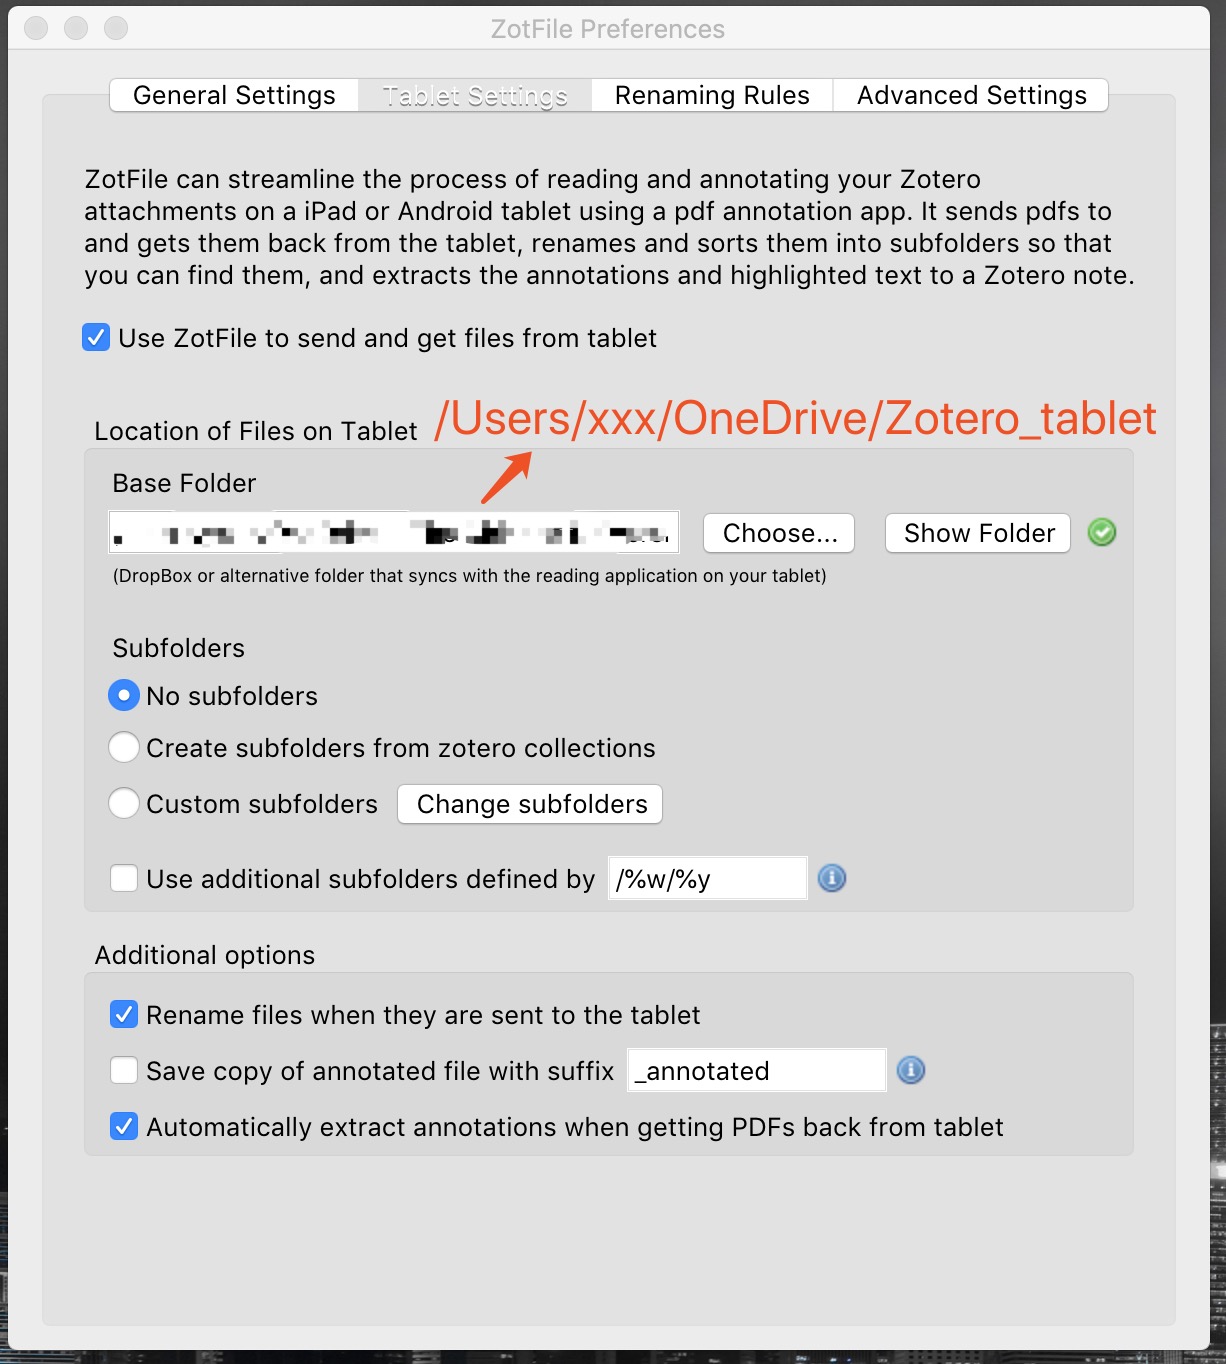 ZotFile Preferences
General Settings Tablet Settings Renaming Rules Advanced Settings
ZotFile can streamline the process of reading and annotating your Zotero
attachments on a iPad or Android tablet using a pdf annotation app. It sends pdfs to
and gets them back from the tablet, renames and sorts them into subfolders so that
you can find them, and extracts the annotations and highlighted text to a Zotero note.
Use ZotFile to send and get files from tablet
/Users/xxx/OneDrive/Zotero_tablet
Location of Files on Tablet
Base Folder
Choose... Show Folder
(DropBox or alternative folder that syncs with the reading application on your tablet)
Subfolders
No subfolders
Create subfolders from zotero collections
Custom subfolders Change subfolders
Use additional subfolders defined by /%w/%y
Additional options
Rename files when they are sent to the tablet
Save copy of annotated file with suffix _annotated
Automatically extract annotations when getting PDFs back from tablet